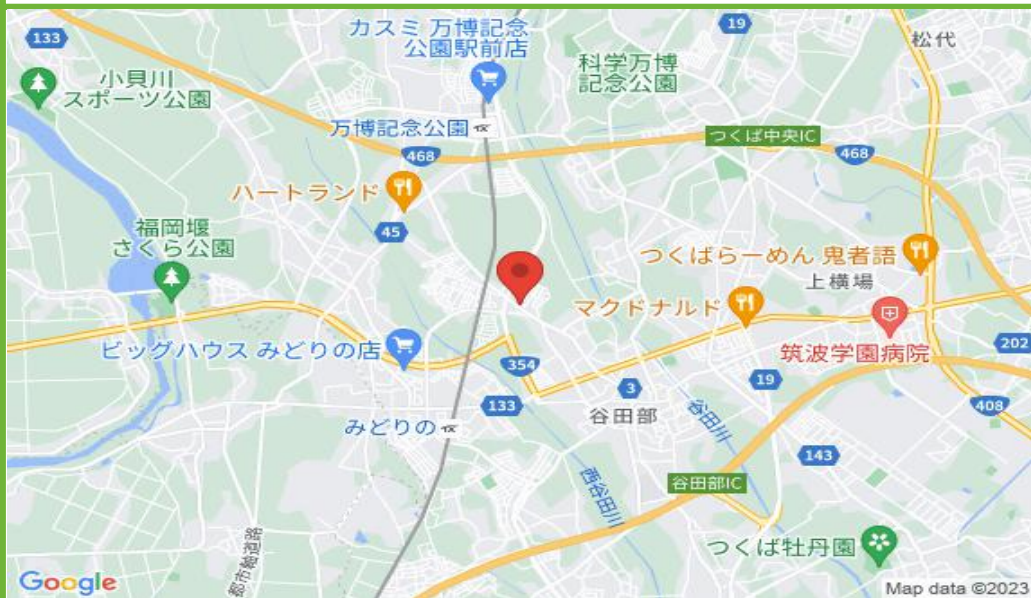 133
カスミ 万博記念
公園駅前店
19
松代
小貝川
スポーツ公園
科学万博
記念公園
万博記念公園
つくば中央IC
468
468
ハートランド
45
福岡堰
さくら公園
つくばらーめん 鬼者語
上横場
マクドナルド
ビッグハウス みどりの店
354
筑波学園病院
202
3
19
133
谷田部
408
みどりの
谷田川
143
西谷田川
谷田部IC
都市軸道路
つくば牡丹園
Google
Map data ©2023